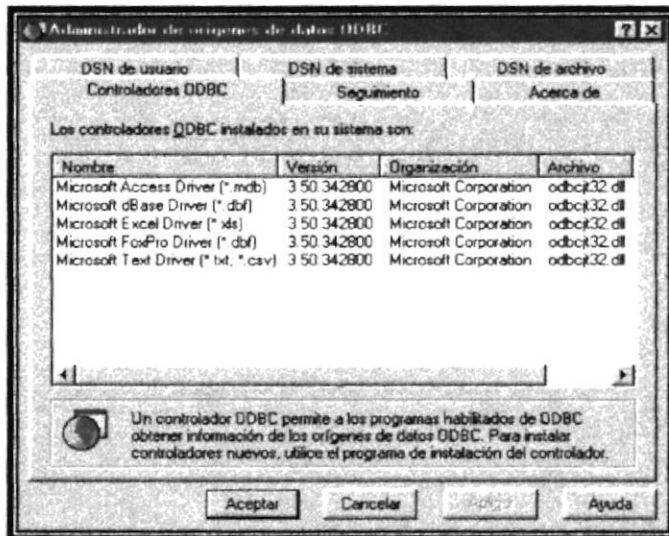 Administrador de orígenes de datos ODBC
DSN de usuario DSN de sistema DSN de archivo
Controladores ODBC Seguimiento Acerca de
Los controladores ODBC instalados en su sistema son:
Nombre Versión Organización Archivo
Microsoft Access Driver (*.mdb) 3.50.342800 Microsoft Corporation odbcjt32.dll
Microsoft dBase Driver (*.dbf) 3.50.342800 Microsoft Corporation odbcjt32.dll
Microsoft Excel Driver (*.xls) 3.50.342800 Microsoft Corporation odbcjt32.dll
Microsoft FoxPro Driver (*.dbf) 3.50.342800 Microsoft Corporation odbcjt32.dll
Microsoft Text Driver (*.txt; *.csv) 3.50.342800 Microsoft Corporation odbcjt32.dll
Un controlador ODBC permite a los programas habilitados de ODBC
obtener información de los orígenes de datos ODBC. Para instalar
controladores nuevos, utilice el programa de instalación del controlador.
Aceptar Cancelar Ayuda